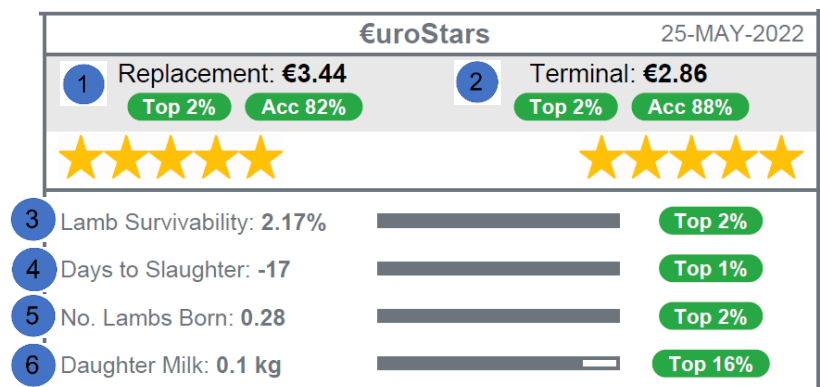 €uroStars 25-MAY-2022
1 Replacement: €3.44 2 Terminal: €2.86
Top 2% Acc 82% Top 2% Acc 88%
3 Lamb Survivability: 2.17% Top 2%
4 Days to Slaughter: -17 Top 1%
5 No. Lambs Born: 0.28 Top 2%
6 Daughter Milk: 0.1 kg Top 16%